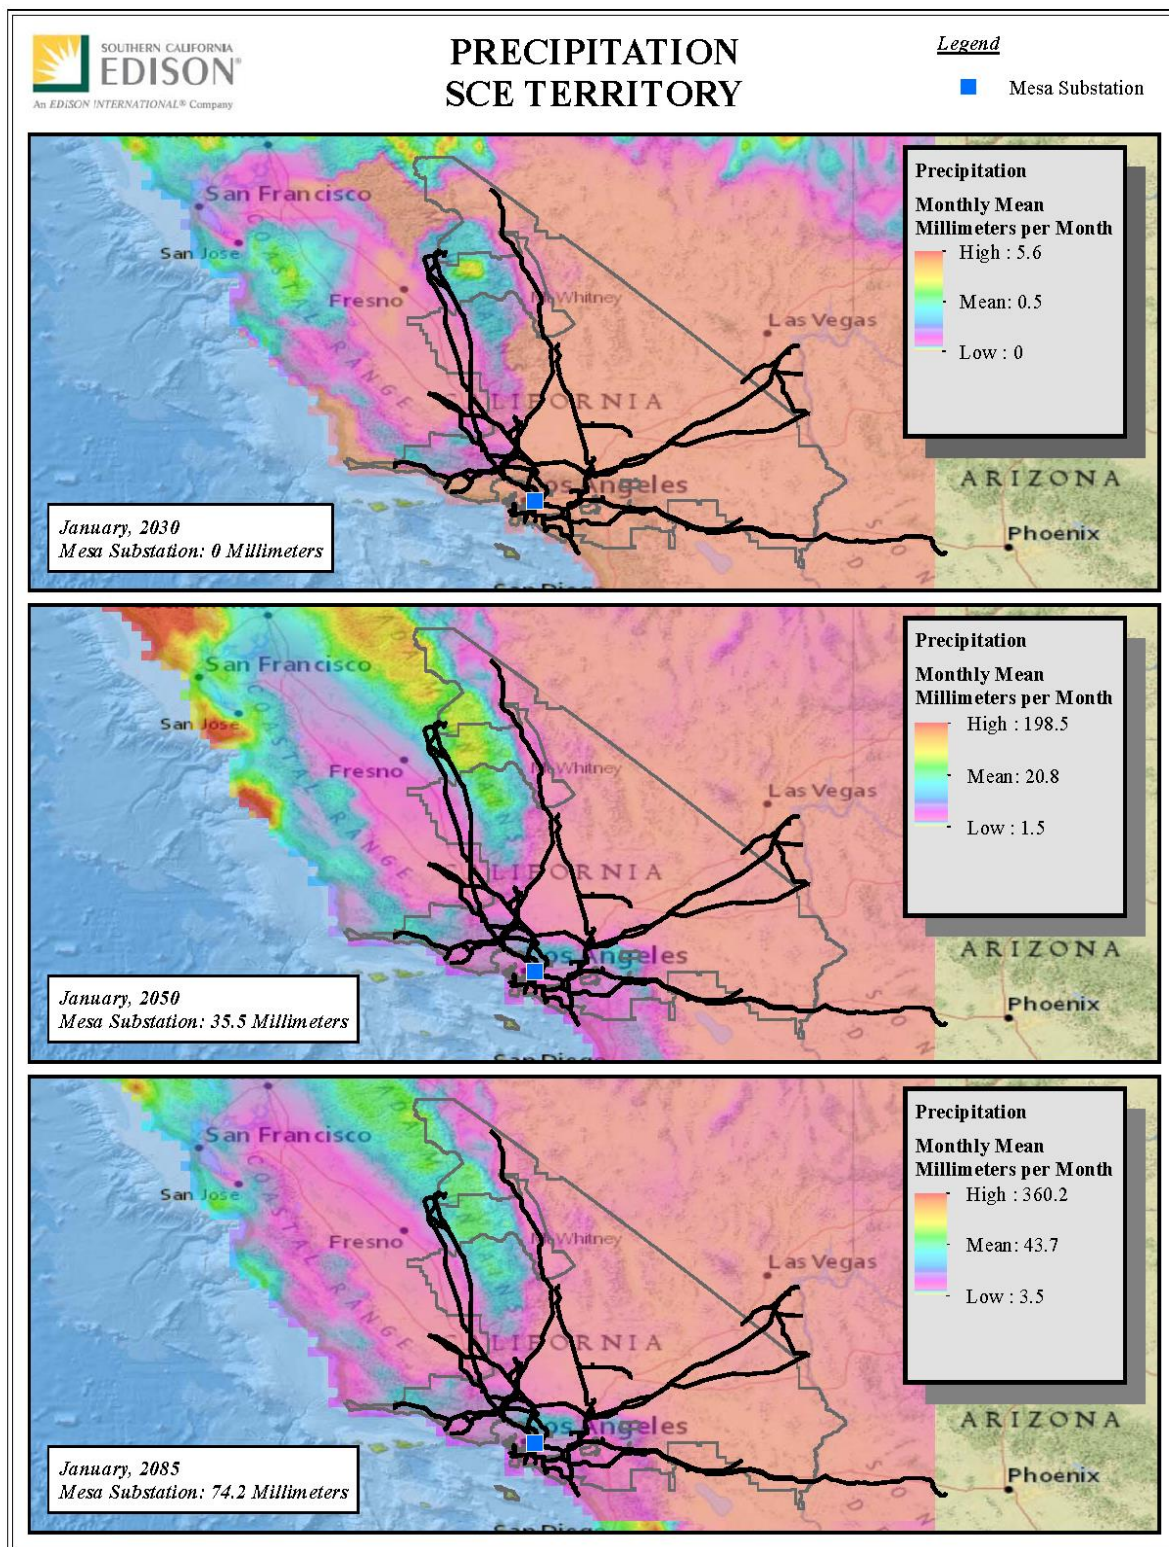 SOUTHERN CALIFORNIA
EDISON®
An EDISON INTERNATIONAL® Company
PRECIPITATION
SCE TERRITORY
Legend
Mesa Substation
San Francisco
San Jose
Fresno
COASTAL RANGE
Las Vegas
CALIFORNIA
Los Angeles
San Diego
ARIZONA
Phoenix
Precipitation
Monthly Mean
Millimeters per Month
High : 5.6
Mean: 0.5
Low : 0
January, 2030
Mesa Substation: 0 Millimeters
San Francisco
San Jose
Fresno
COASTAL RANGE
Las Vegas
CALIFORNIA
Los Angeles
San Diego
ARIZONA
Phoenix
Precipitation
Monthly Mean
Millimeters per Month
High : 198.5
Mean: 20.8
Low : 1.5
January, 2050
Mesa Substation: 35.5 Millimeters
San Francisco
San Jose
Fresno
COASTAL RANGE
Las Vegas
CALIFORNIA
Los Angeles
San Diego
ARIZONA
Phoenix
Precipitation
Monthly Mean
Millimeters per Month
High : 360.2
Mean: 43.7
Low : 3.5
January, 2085
Mesa Substation: 74.2 Millimeters